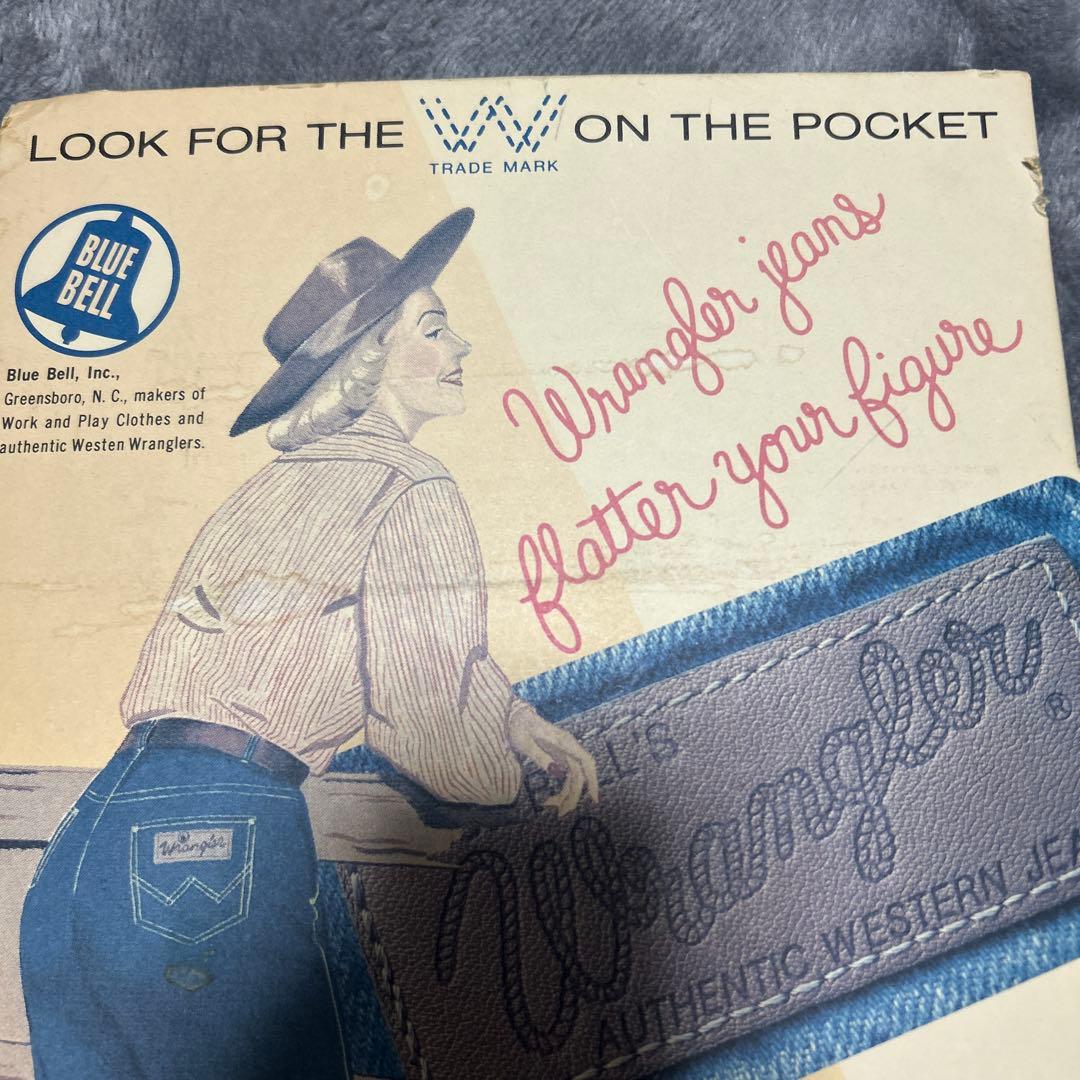 LOOK FOR THE W ON THE POCKET
TRADE MARK
BLUE
BELL
Blue Bell, Inc.,
Greensboro, N. C., makers of
Work and Play Clothes and
authentic Westen Wranglers.
Wrangler jeans
flatter your figure
Wrangler
®
Wrangler
AUTHENTIC WESTERN